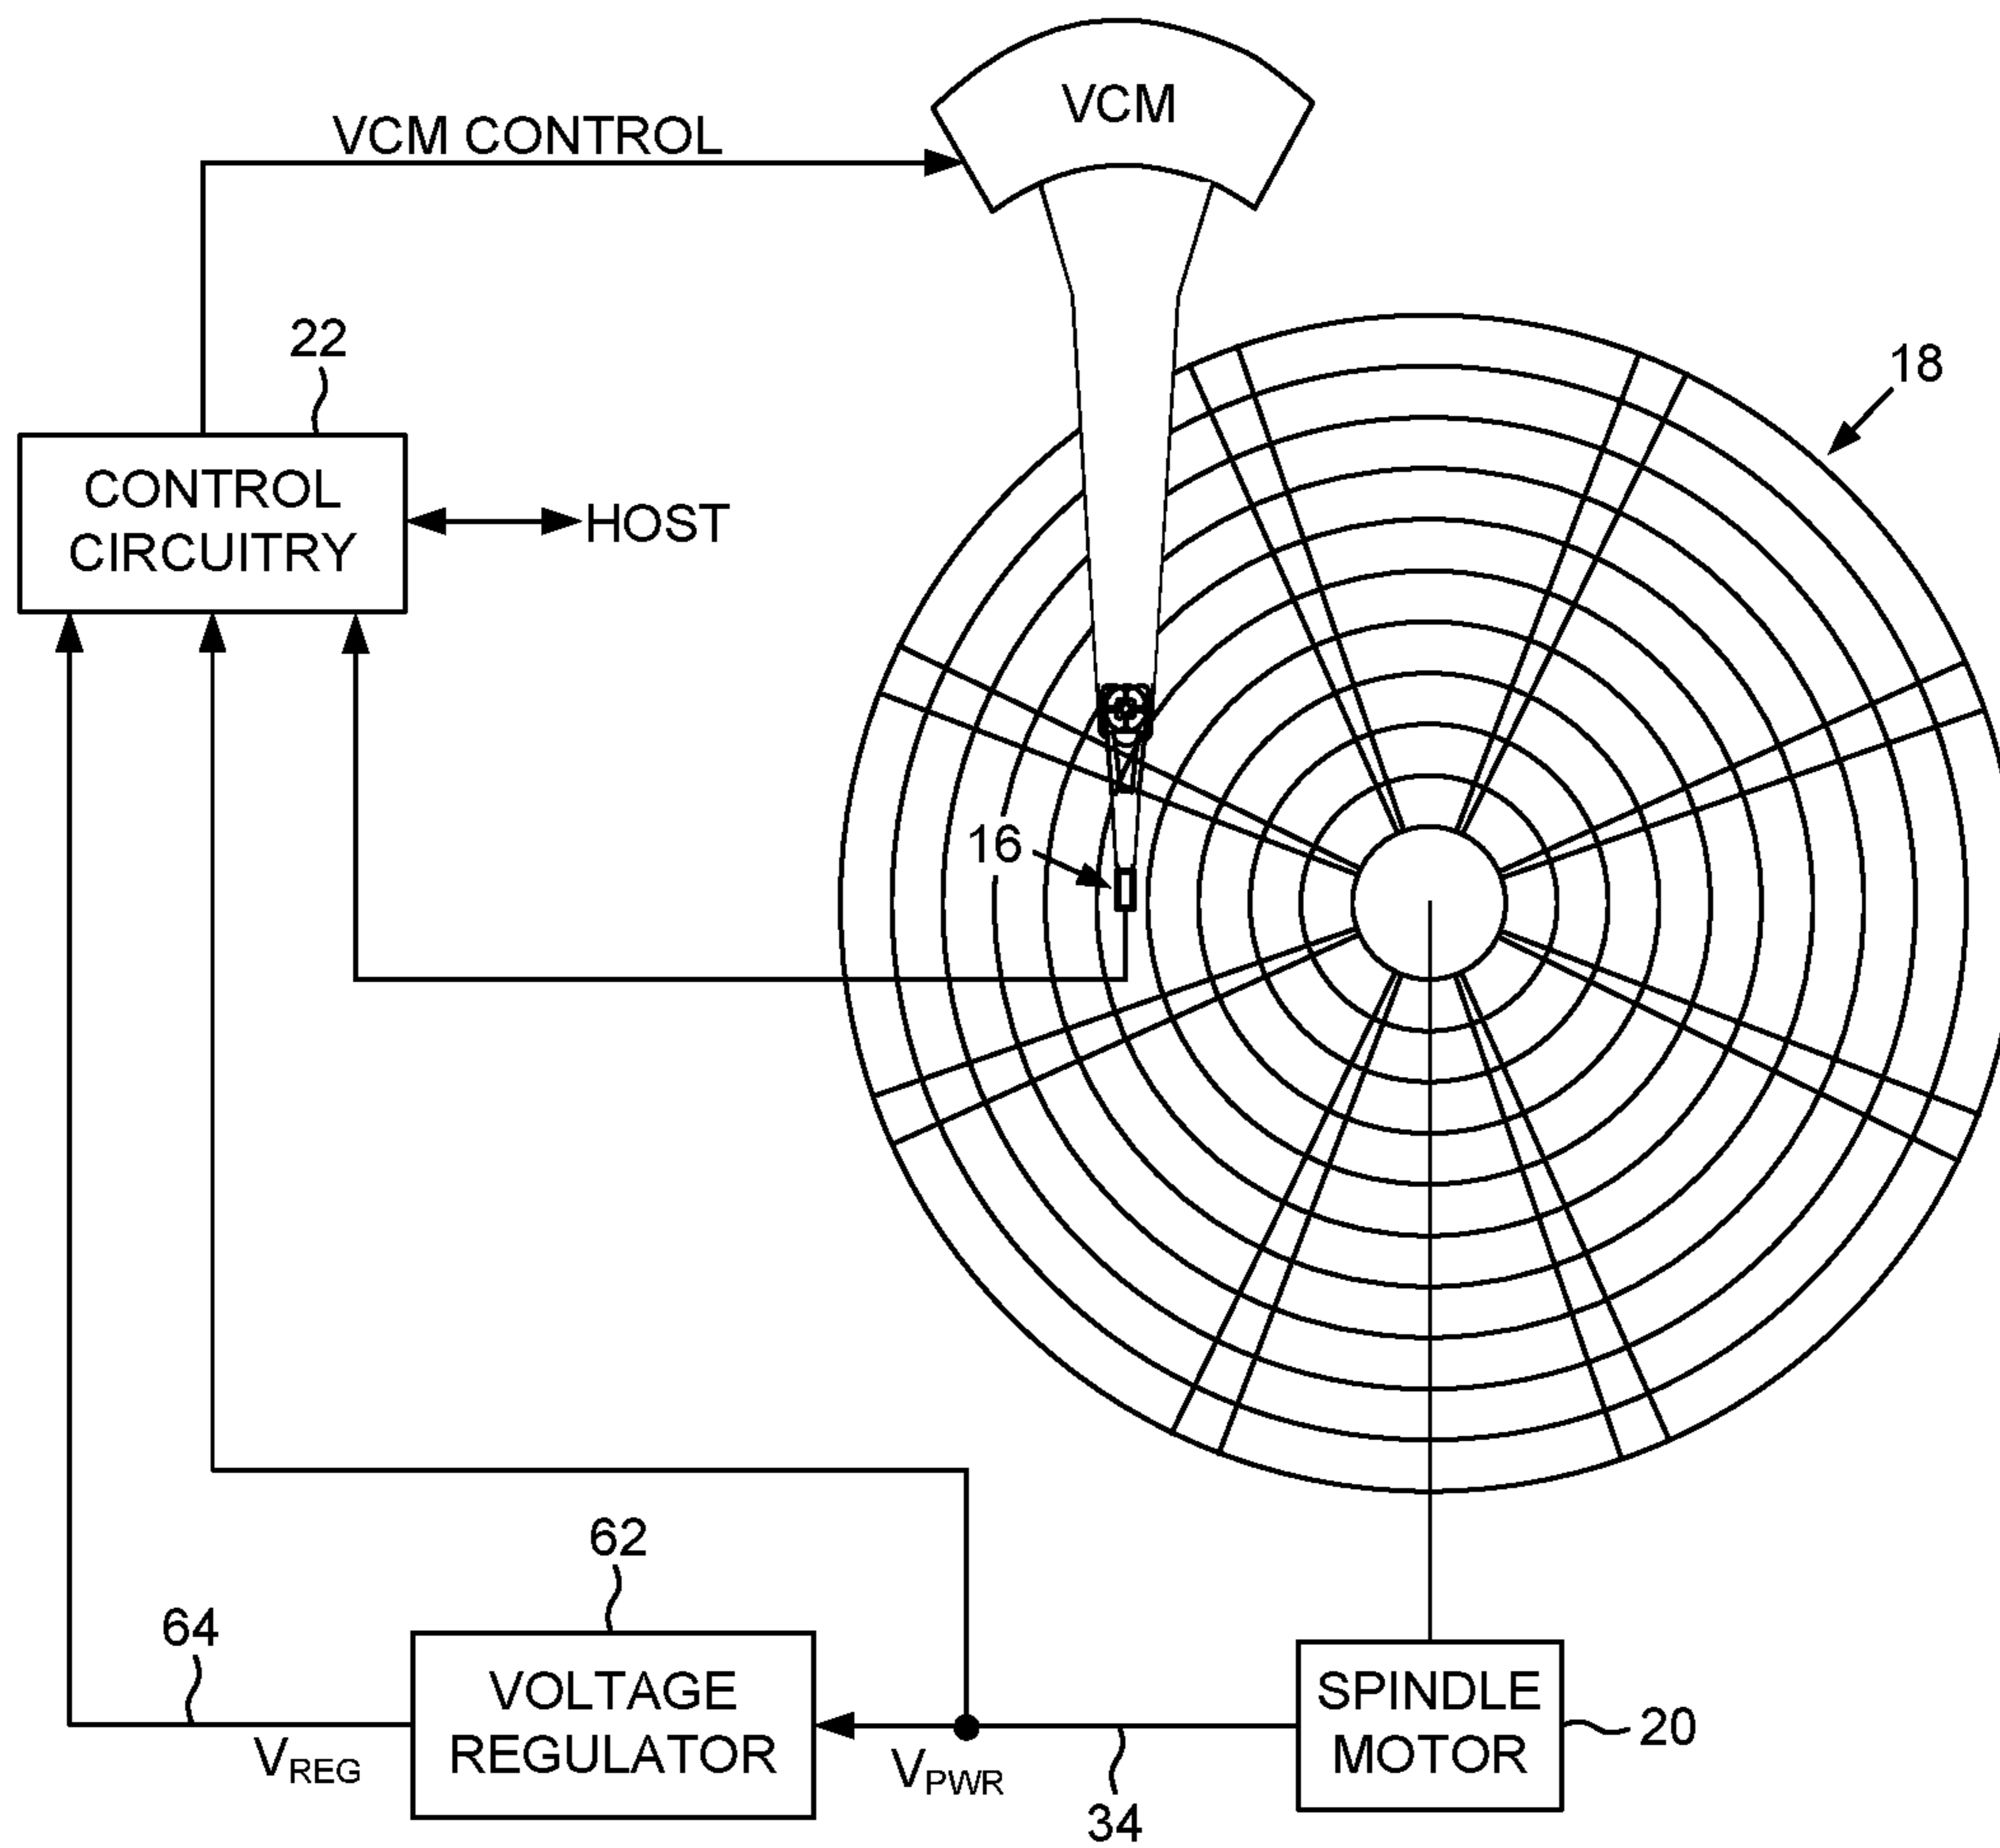 VCM
VCM CONTROL
22
18
CONTROL
CIRCUITRY
HOST
16
62
64
VOLTAGE
REGULATOR
SPINDLE
MOTOR
20
VREG
VPWR
34